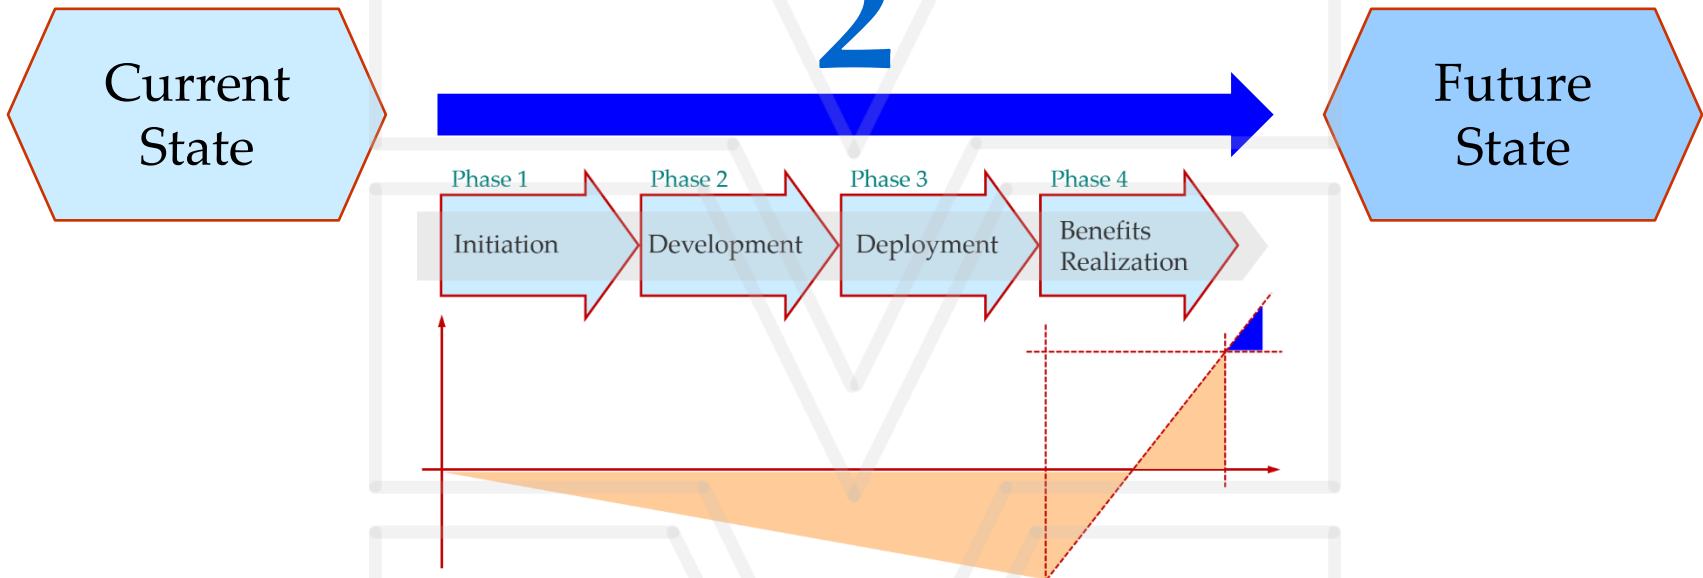 2
Current
State
Future
State
Phase 1
Phase 2
Phase 3
Phase 4
Initiation
Development
Deployment
Benefits
Realization